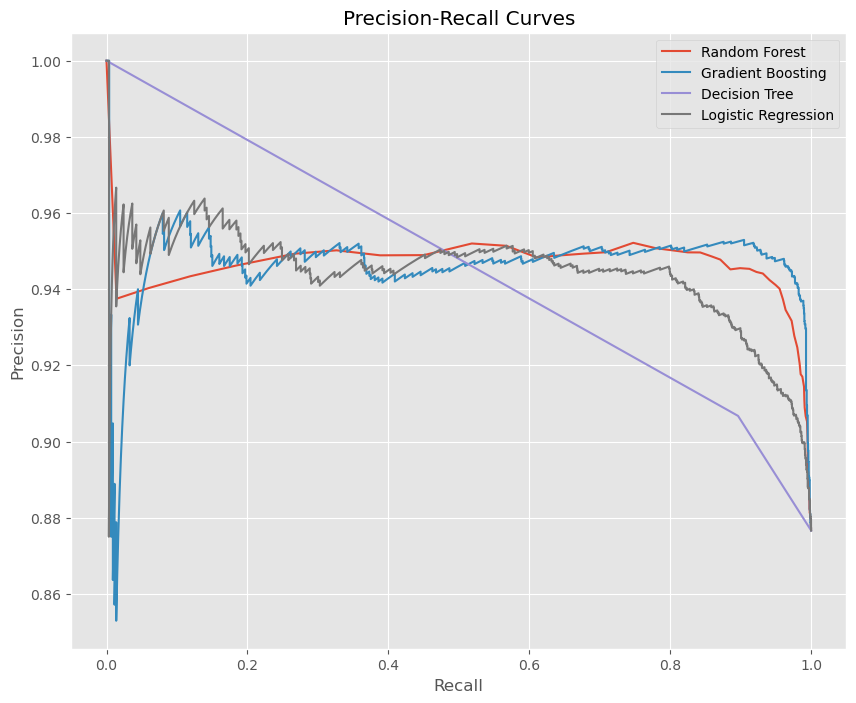 Precision-Recall Curves
Random Forest
Gradient Boosting
Decision Tree
Logistic Regression
1.00
0.98
0.96
0.94
0.92
0.90
0.88
0.86
Precision
0.0 0.2 0.4 0.6 0.8 1.0
Recall